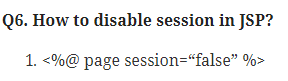 Q6. How to disable session in JSP?
1. <%@ page session=“false” %>